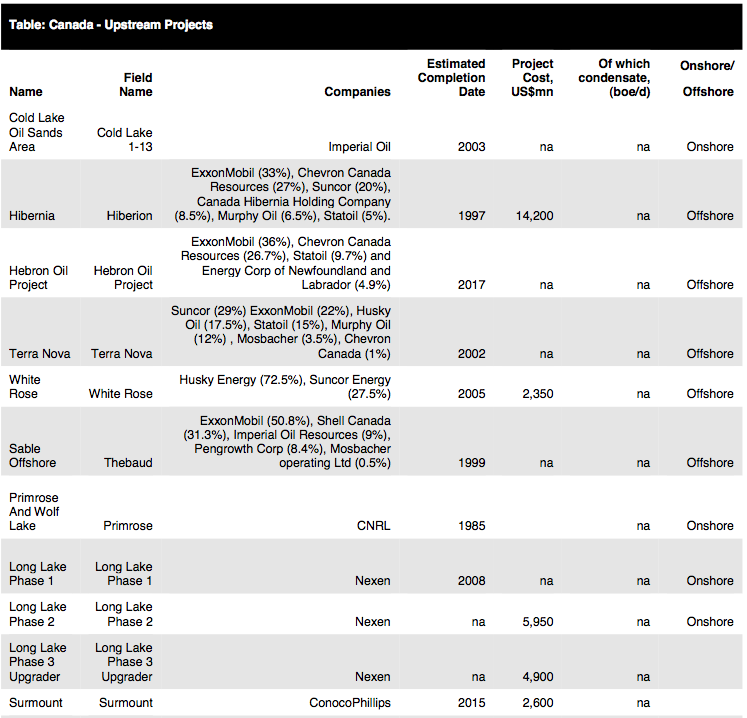 Table: Canada - Upstream Projects
Name Field Name Companies Estimated Completion Date Project Cost, US$mn Of which condensate, (boe/d) Onshore/ Offshore
Cold Lake Oil Sands Area Cold Lake 1-13 Imperial Oil 2003 na na Onshore
Hibernia Hiberion ExxonMobil (33%), Chevron Canada Resources (27%), Suncor (20%), Canada Hibernia Holding Company (8.5%), Murphy Oil (6.5%), Statoil (5%). 1997 14,200 na Offshore
Hebron Oil Project Hebron Oil Project ExxonMobil (36%), Chevron Canada Resources (26.7%), Statoil (9.7%) and Energy Corp of Newfoundland and Labrador (4.9%) 2017 na na Offshore
Terra Nova Terra Nova Suncor (29%) ExxonMobil (22%), Husky Oil (17.5%), Statoil (15%), Murphy Oil (12%) , Mosbacher (3.5%), Chevron Canada (1%) 2002 na na Offshore
White Rose White Rose Husky Energy (72.5%), Suncor Energy (27.5%) 2005 2,350 na Offshore
Sable Offshore Thebaud ExxonMobil (50.8%), Shell Canada (31.3%), Imperial Oil Resources (9%), Pengrowth Corp (8.4%), Mosbacher operating Ltd (0.5%) 1999 na na Offshore
Primrose And Wolf Lake Primrose CNRL 1985 na Onshore
Long Lake Phase 1 Long Lake Phase 1 Nexen 2008 na na Onshore
Long Lake Phase 2 Long Lake Phase 2 Nexen na 5,950 na Onshore
Long Lake Phase 3 Upgrader Long Lake Phase 3 Upgrader Nexen na 4,900 na
Surmount Surmount ConocoPhillips 2015 2,600 na